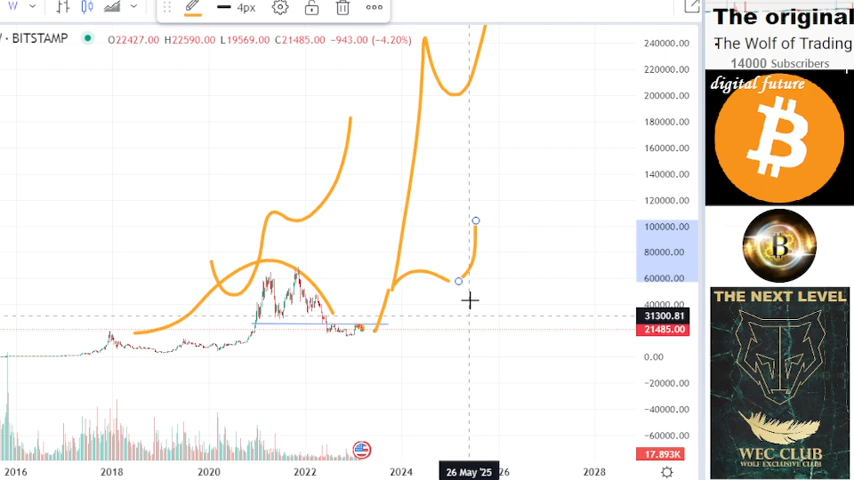 W
4px
· BITSTAMP O22427.00 H22590.00 L19569.00 C21485.00 -943.00 (-4.20%)
240000.00
220000.00
200000.00
180000.00
160000.00
140000.00
120000.00
100000.00
80000.00
60000.00
40000.00
31300.81
21485.00
0.00
-20000.00
-40000.00
-60000.00
17.893K
2016
2018
2020
2022
2024
26 May '25
26
2028
The original
The Wolf of Trading
14000 Subscribers
digital future
THE NEXT LEVEL
WEC CLUB
WOLF EXCLUSIVE CLUB